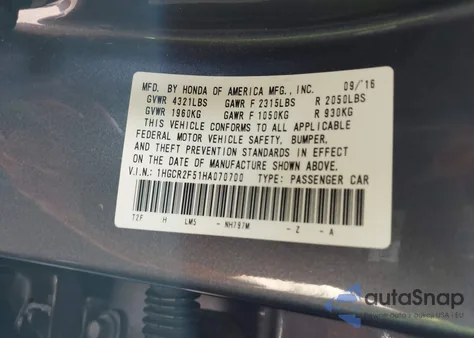 MFD. BY HONDA OF AMERICA MFG., INC. 09/16
GVWR 4321LBS GAWR F 2315LBS R 2050LBS
GVWR 1960KG GAWR F 1050KG R 930KG
THIS VEHICLE CONFORMS TO ALL APPLICABLE
FEDERAL MOTOR VEHICLE SAFETY, BUMPER,
AND THEFT PREVENTION STANDARDS IN EFFECT
ON THE DATE OF MANUFACTURE SHOWN ABOVE.
V.I.N.: 1HGCR2F51HA070700 TYPE: PASSENGER CAR
T2F H LM5 - NH797M - Z - A
autoSnap